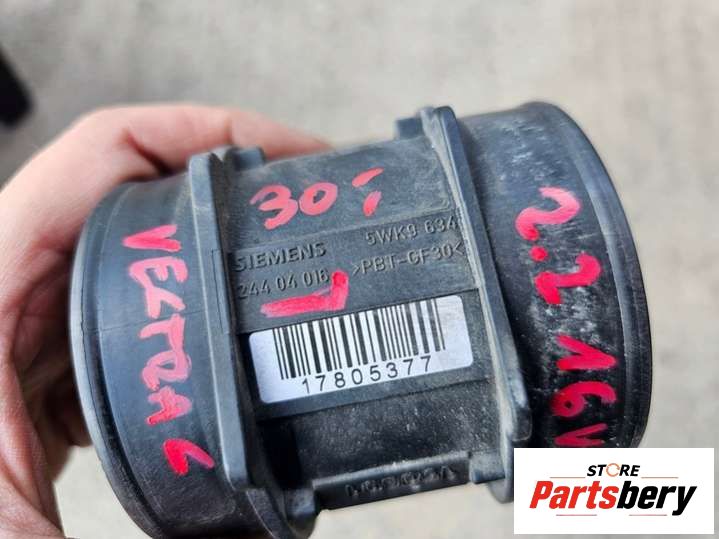 30,-
VECTRA C
2.2 16V
SIEMENS 5WK9 634
244 04 016 >PBT-GF30<
17805377
STORE
Partsbery